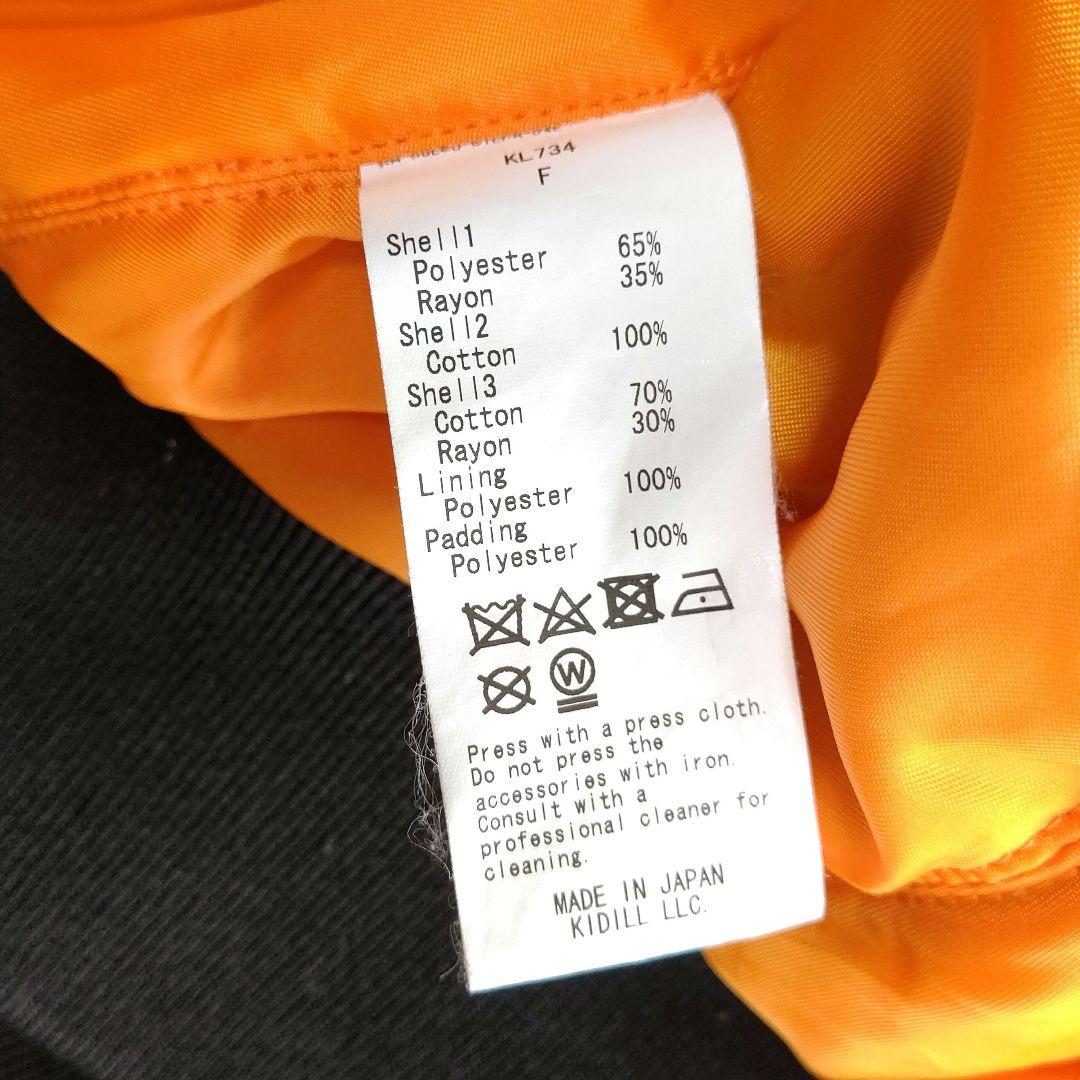 KL734
F
Shell1
Polyester 65%
Rayon 35%
Shell2
Cotton 100%
Shell3
Cotton 70%
Rayon 30%
Lining
Polyester 100%
Padding
Polyester 100%
W
Press with a press cloth.
Do not press the
accessories with iron.
Consult with a
professional cleaner for
cleaning.
MADE IN JAPAN
KIDILL LLC.